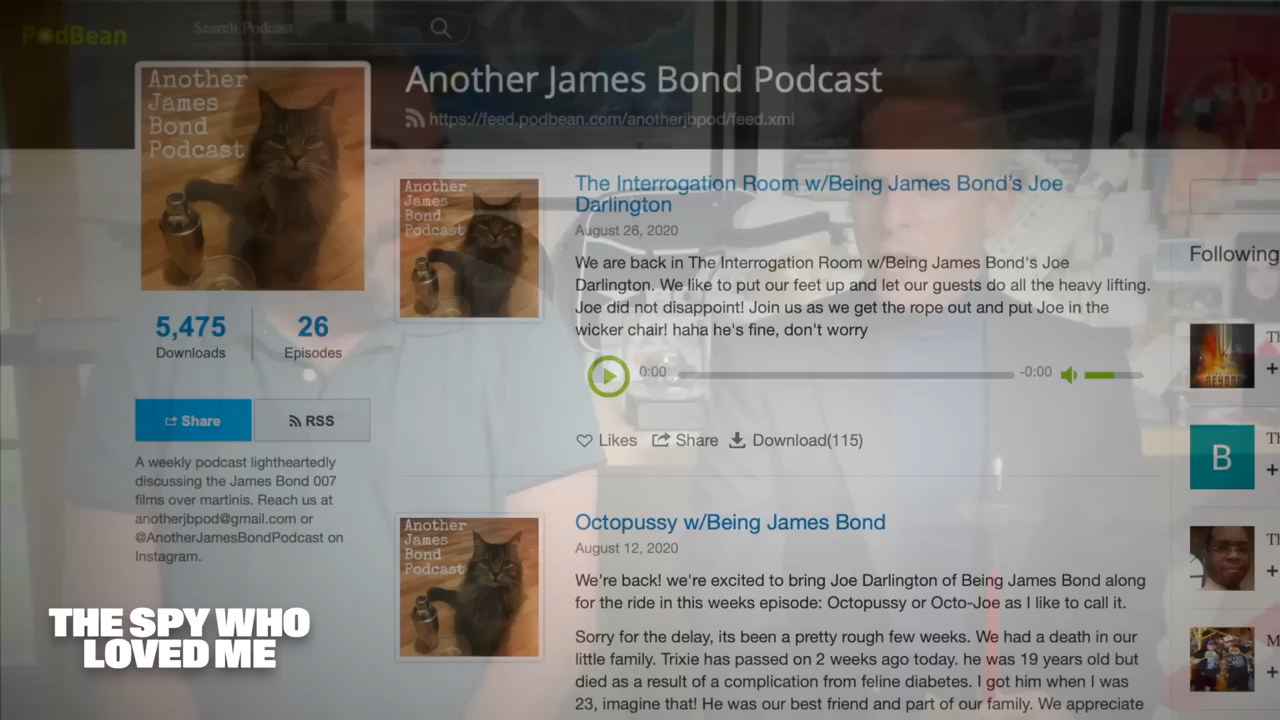 PodBean
Search Podcast
Another
James
Bond
Podcast
Another James Bond Podcast
https://feed.podbean.com/anotherjbpod/feed.xml
5,475
Downloads
26
Episodes
Share
RSS
A weekly podcast lightheartedly
discussing the James Bond 007
films over martinis. Reach us at
anotherjbpod@gmail.com or
@AnotherJamesBondPodcast on
Instagram.
Another
James
Bond
Podcast
The Interrogation Room w/Being James Bond's Joe
Darlington
August 26, 2020
We are back in The Interrogation Room w/Being James Bond's Joe
Darlington. We like to put our feet up and let our guests do all the heavy lifting.
Joe did not disappoint! Join us as we get the rope out and put Joe in the
wicker chair! haha he's fine, don't worry
0:00
-0:00
Likes Share Download(115)
Another
James
Bond
Podcast
Octopussy w/Being James Bond
August 12, 2020
We're back! we're excited to bring Joe Darlington of Being James Bond along
for the ride in this weeks episode: Octopussy or Octo-Joe as I like to call it.
Sorry for the delay, its been a pretty rough few weeks. We had a death in our
little family. Trixie has passed on 2 weeks ago today. he was 19 years old but
died as a result of a complication from feline diabetes. I got him when I was
23, imagine that! He was our best friend and part of our family. We appreciate
Following
BEYOND
+
B
+
+
M
+
THE SPY WHO
LOVED ME